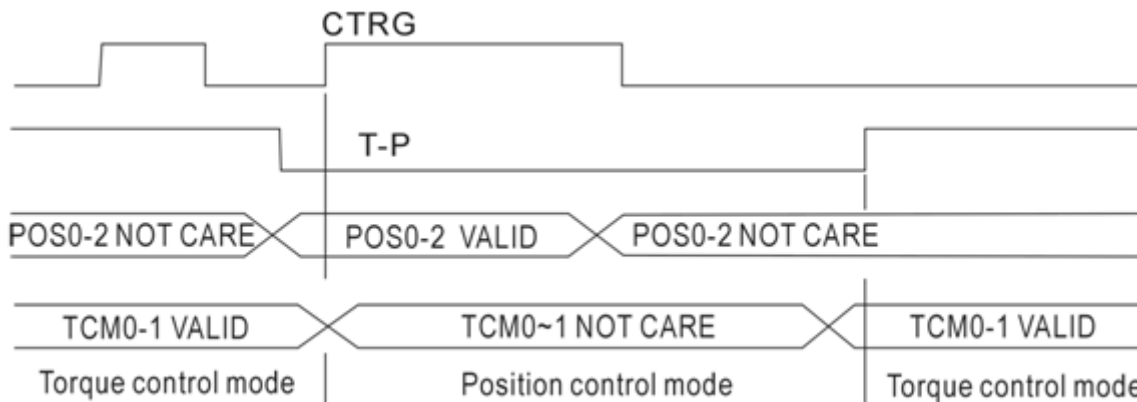 CTRG
T-P
POS0-2 NOT CARE POS0-2 VALID POS0-2 NOT CARE
TCM0-1 VALID TCM0~1 NOT CARE TCM0-1 VALID
Torque control mode Position control mode Torque control mode